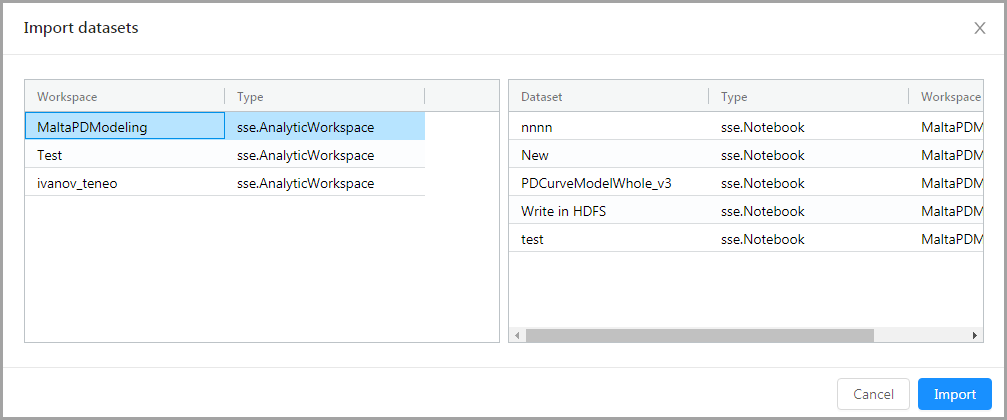 Import datasets
Workspace Type
MaltaPDModeling sse.AnalyticWorkspace
Test sse.AnalyticWorkspace
ivanov_teneo sse.AnalyticWorkspace
Dataset Type Workspace
nnnn sse.Notebook MaltaPDM
New sse.Notebook MaltaPDM
PDCurveModelWhole_v3 sse.Notebook MaltaPDM
Write in HDFS sse.Notebook MaltaPDM
test sse.Notebook MaltaPDM
Cancel Import